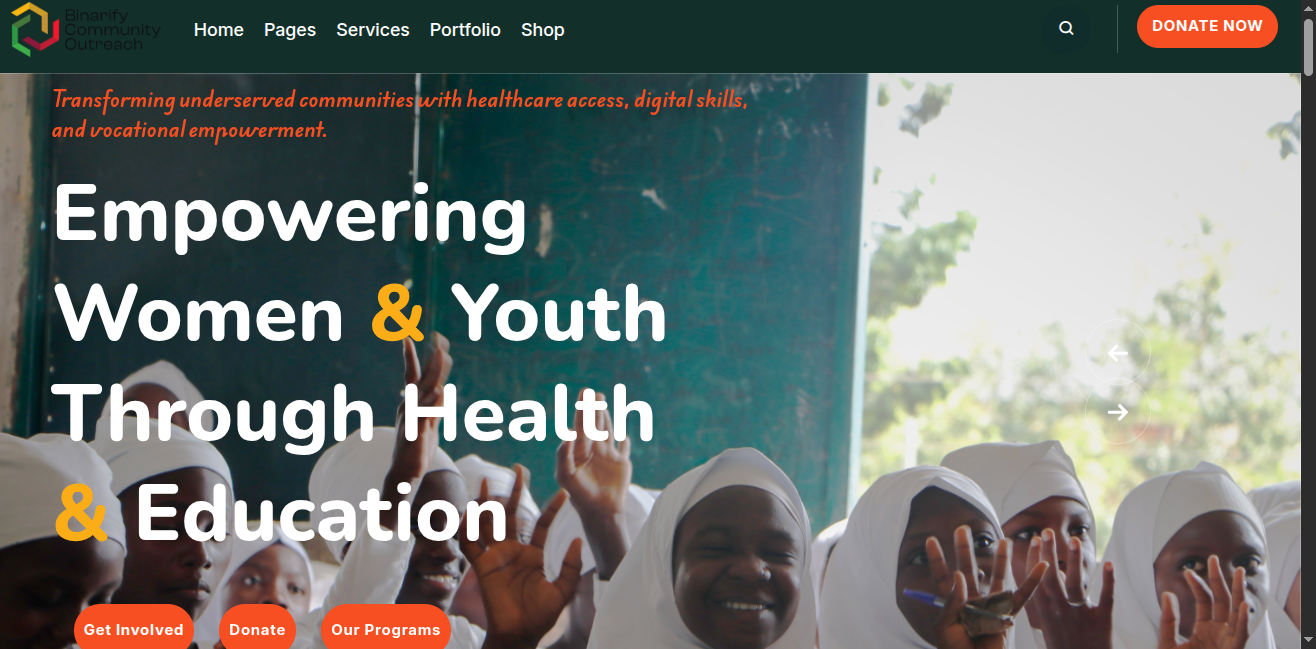 Binarify
Community
Outreach
Home Pages Services Portfolio Shop
DONATE NOW
Transforming underserved communities with healthcare access, digital skills,
and vocational empowerment.
Empowering
Women & Youth
Through Health
& Education
Get Involved Donate Our Programs